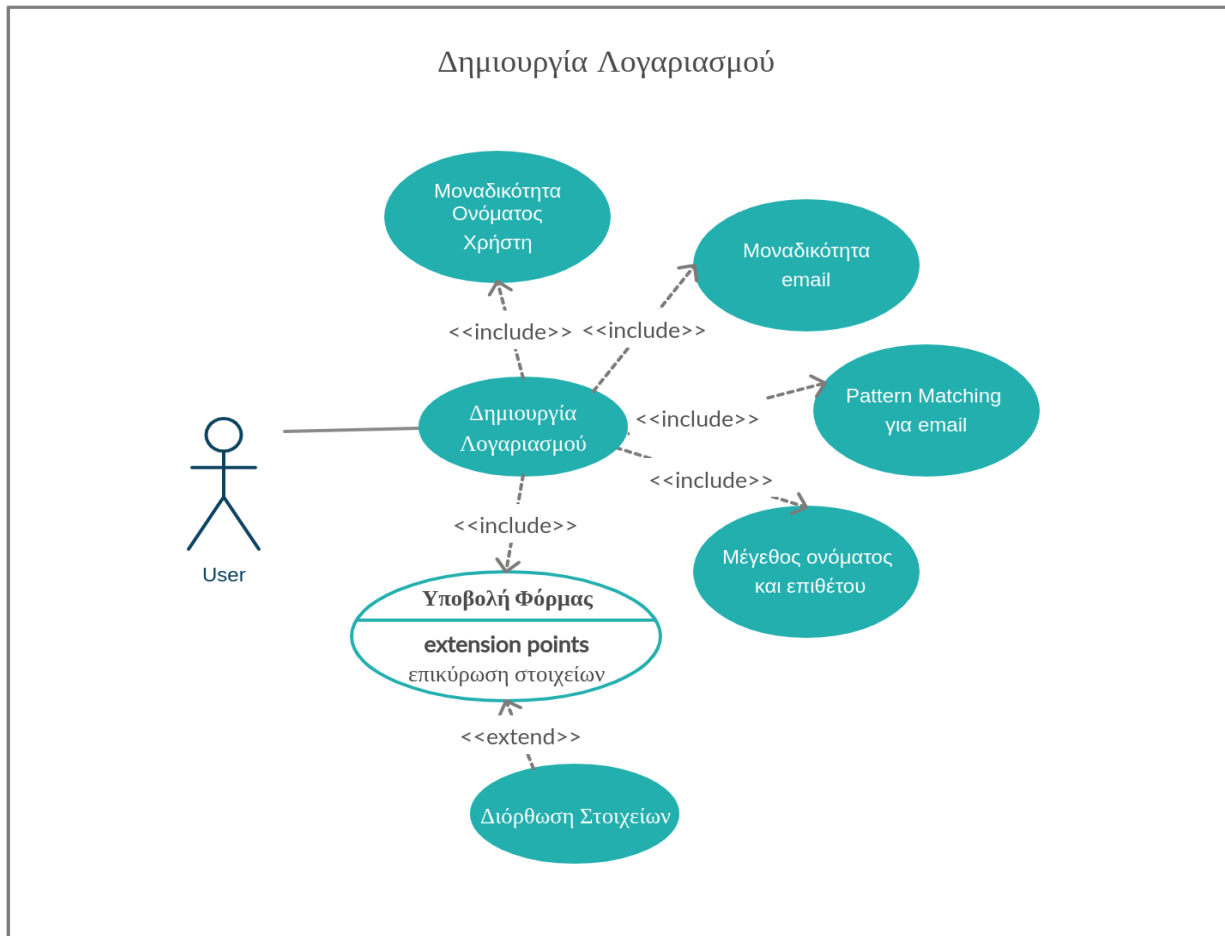 Δημιουργία Λογαριασμού
Μοναδικότητα
Ονόματος
Χρήστη
Μοναδικότητα
email
<<include>>
<<include>>
Pattern Matching
για email
<<include>>
Δημιουργία
Λογαριασμού
<<include>>
<<include>>
Μέγεθος ονόματος
και επιθέτου
User
Υποβολή Φόρμας
extension points
επικύρωση στοιχείων
<<extend>>
Διόρθωση Στοιχείων